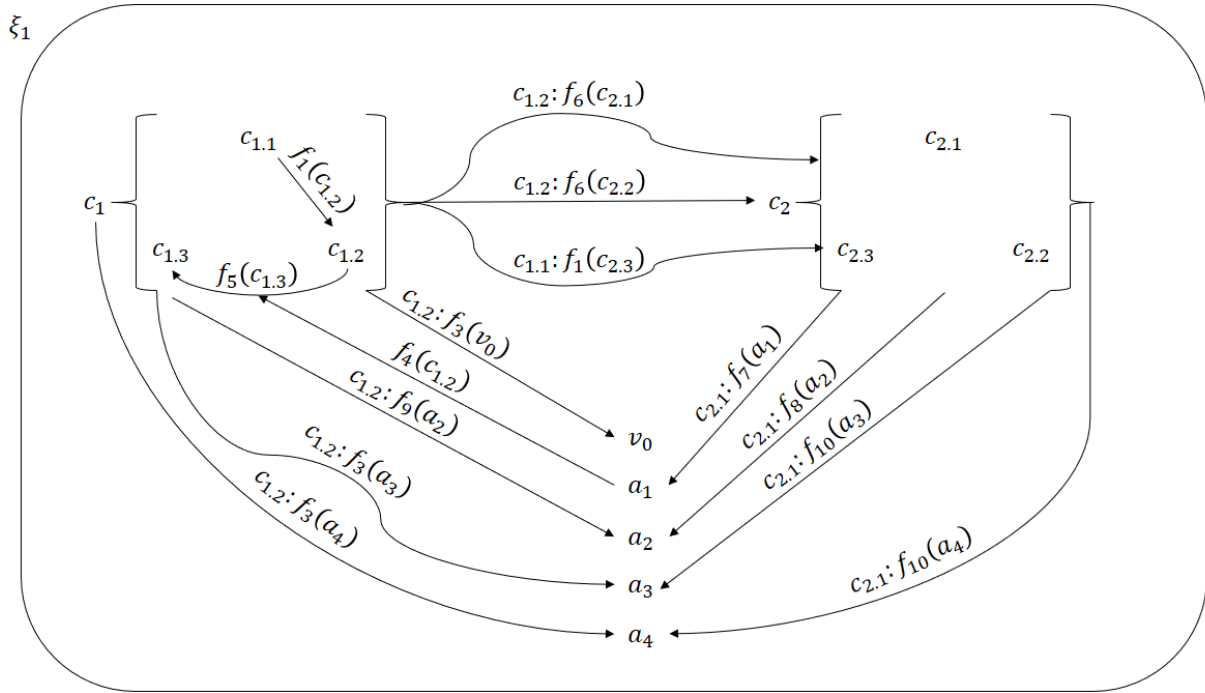 ξ₁
c₁.₂: f₆(c₂.₁)
c₁.₁
c₂.₁
f₁(c₁.₂)
c₁.₂: f₆(c₂.₂)
c₁
c₂
c₁.₃
c₁.₂
c₁.₁: f₁(c₂.₃)
c₂.₃
c₂.₂
f₅(c₁.₃)
c₁.₂: f₃(v₀)
f₄(c₁.₂)
c₁.₂: f₉(a₂)
c₂.₁: f₇(a₁)
c₂.₁: f₈(a₂)
c₂.₁: f₁₀(a₃)
v₀
c₁.₂: f₃(a₃)
a₁
c₁.₂: f₃(a₄)
a₂
c₂.₁: f₁₀(a₄)
a₃
a₄